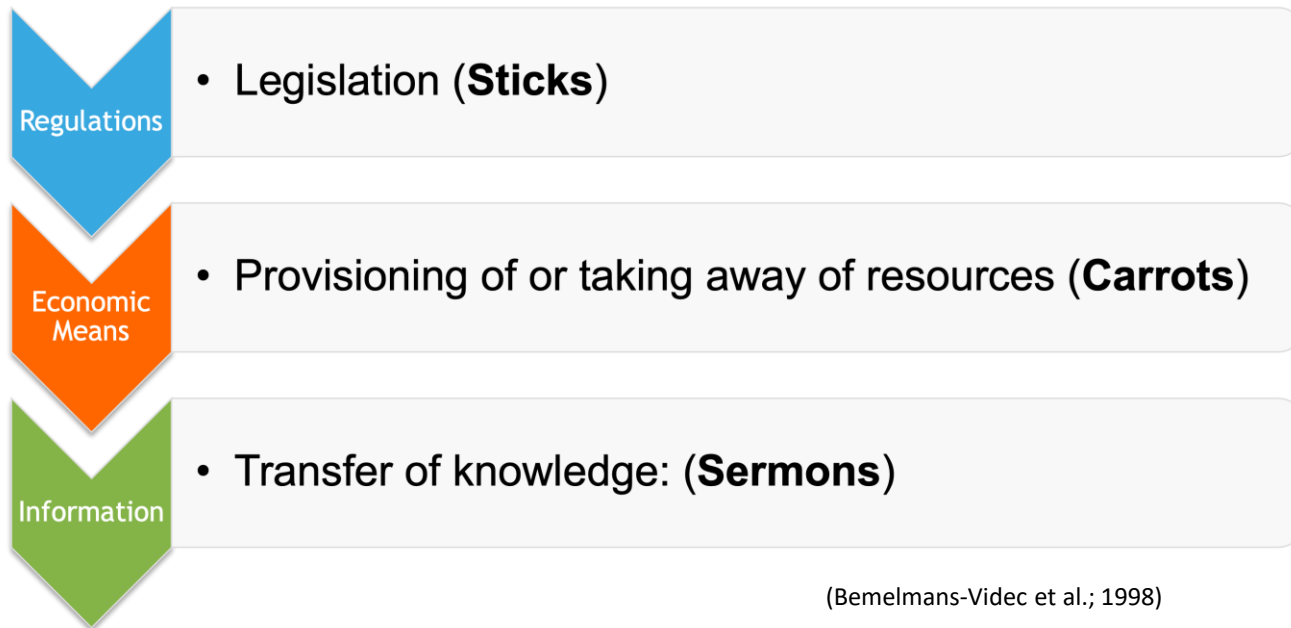 Regulations
• Legislation (Sticks)
Economic
Means
• Provisioning of or taking away of resources (Carrots)
Information
• Transfer of knowledge: (Sermons)
(Bemelmans-Videc et al.; 1998)